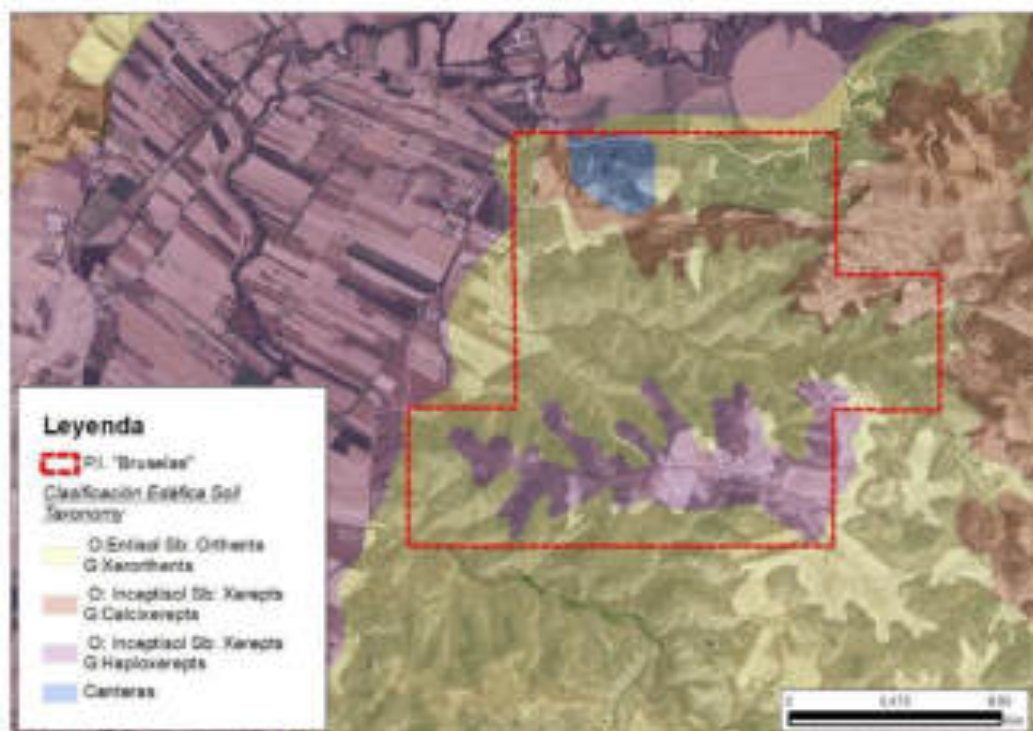 Leyenda
P.I. "Bruselas"
Clasificación Edáfica Soil
Taxonomy
O:Entisol Sb: Orthents
G:Xerorthents
O: Inceptisol Sb: Xerepts
G:Calcixerepts
O: Inceptisol Sb: Xerepts
G:Haploxerepts
Canteras
0